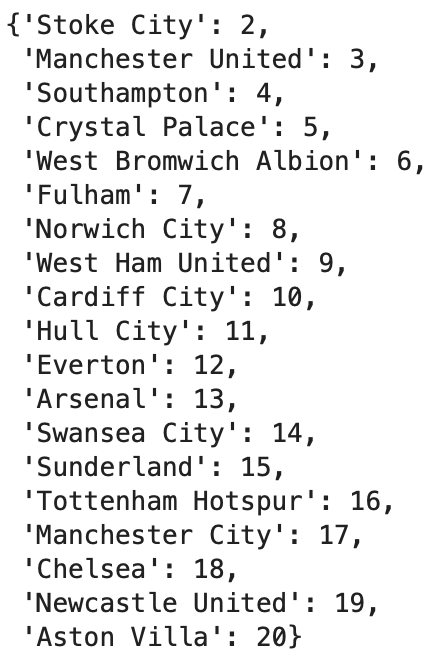 {'Stoke City': 2,
'Manchester United': 3,
'Southampton': 4,
'Crystal Palace': 5,
'West Bromwich Albion': 6,
'Fulham': 7,
'Norwich City': 8,
'West Ham United': 9,
'Cardiff City': 10,
'Hull City': 11,
'Everton': 12,
'Arsenal': 13,
'Swansea City': 14,
'Sunderland': 15,
'Tottenham Hotspur': 16,
'Manchester City': 17,
'Chelsea': 18,
'Newcastle United': 19,
'Aston Villa': 20}